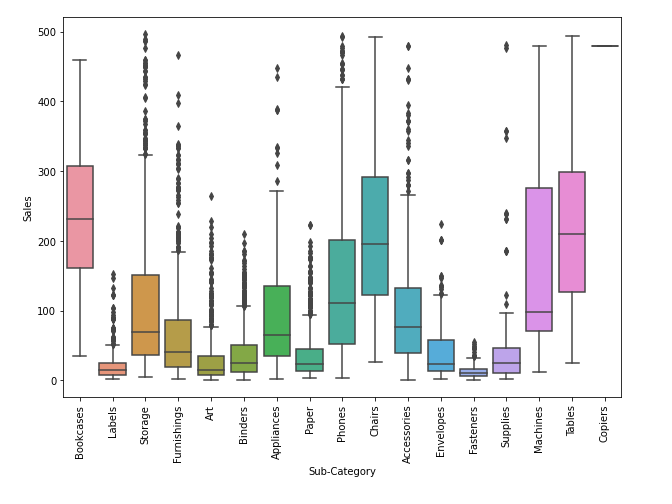 500
400
300
200
100
0
Sales
Bookcases
Labels
Storage
Furnishings
Art
Binders
Appliances
Paper
Phones
Chairs
Accessories
Envelopes
Fasteners
Supplies
Machines
Tables
Copiers
Sub-Category